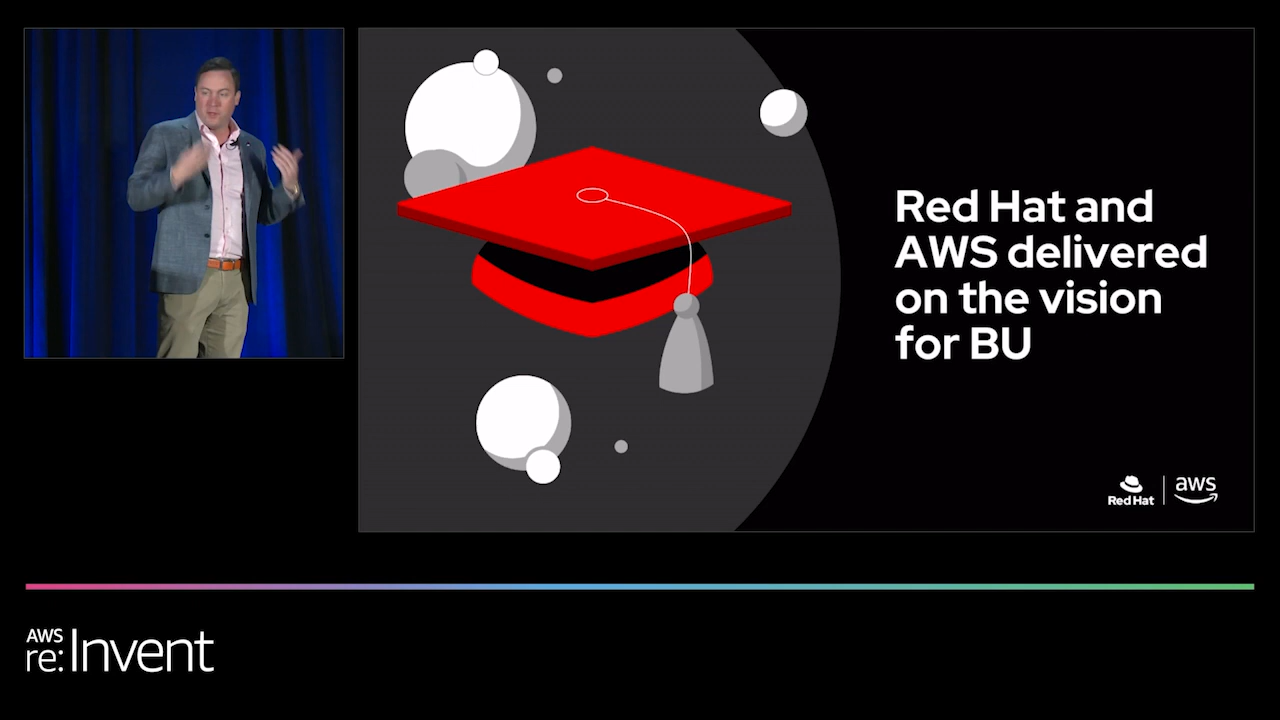 Red Hat and
AWS delivered
on the vision
for BU
Red Hat
aws
AWS
re:Invent